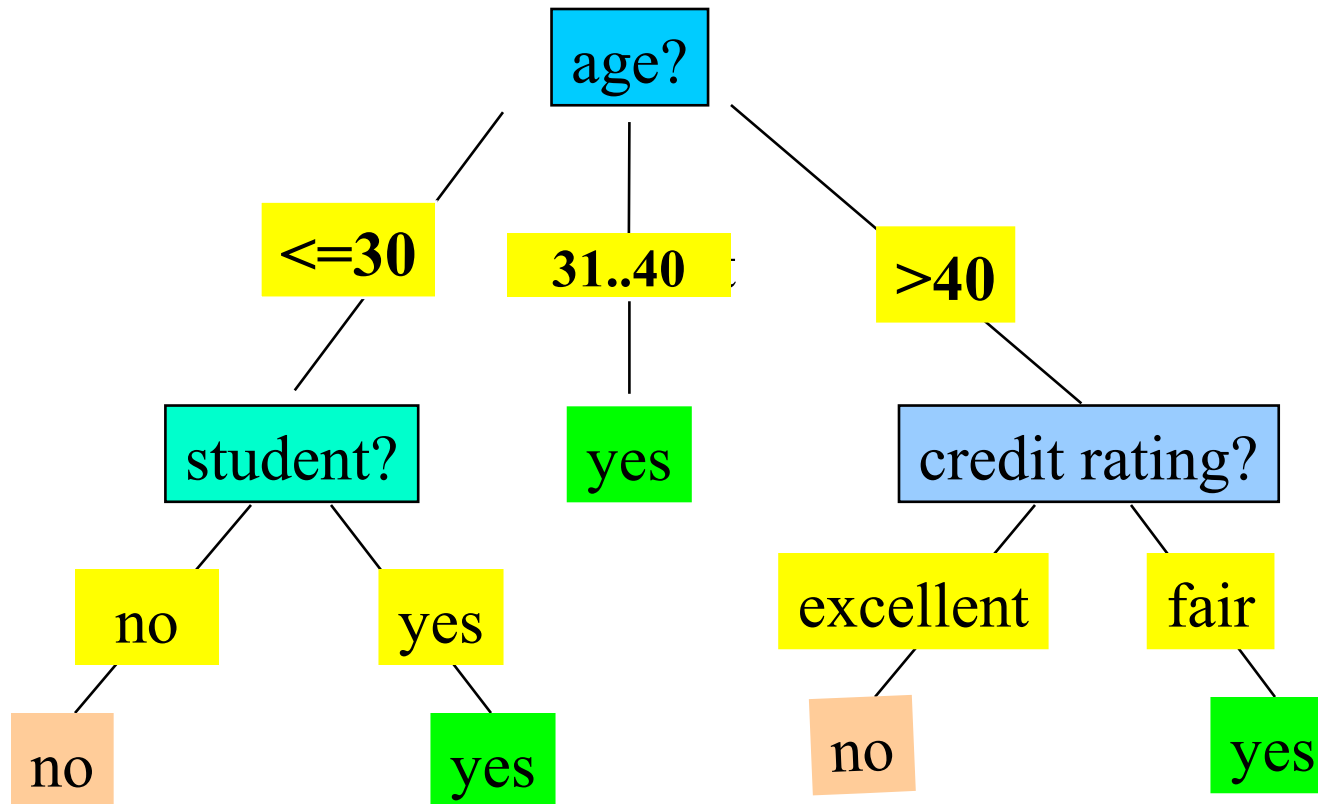 age?
<=30
31..40
>40
student?
yes
credit rating?
no
yes
excellent
fair
no
yes
no
yes